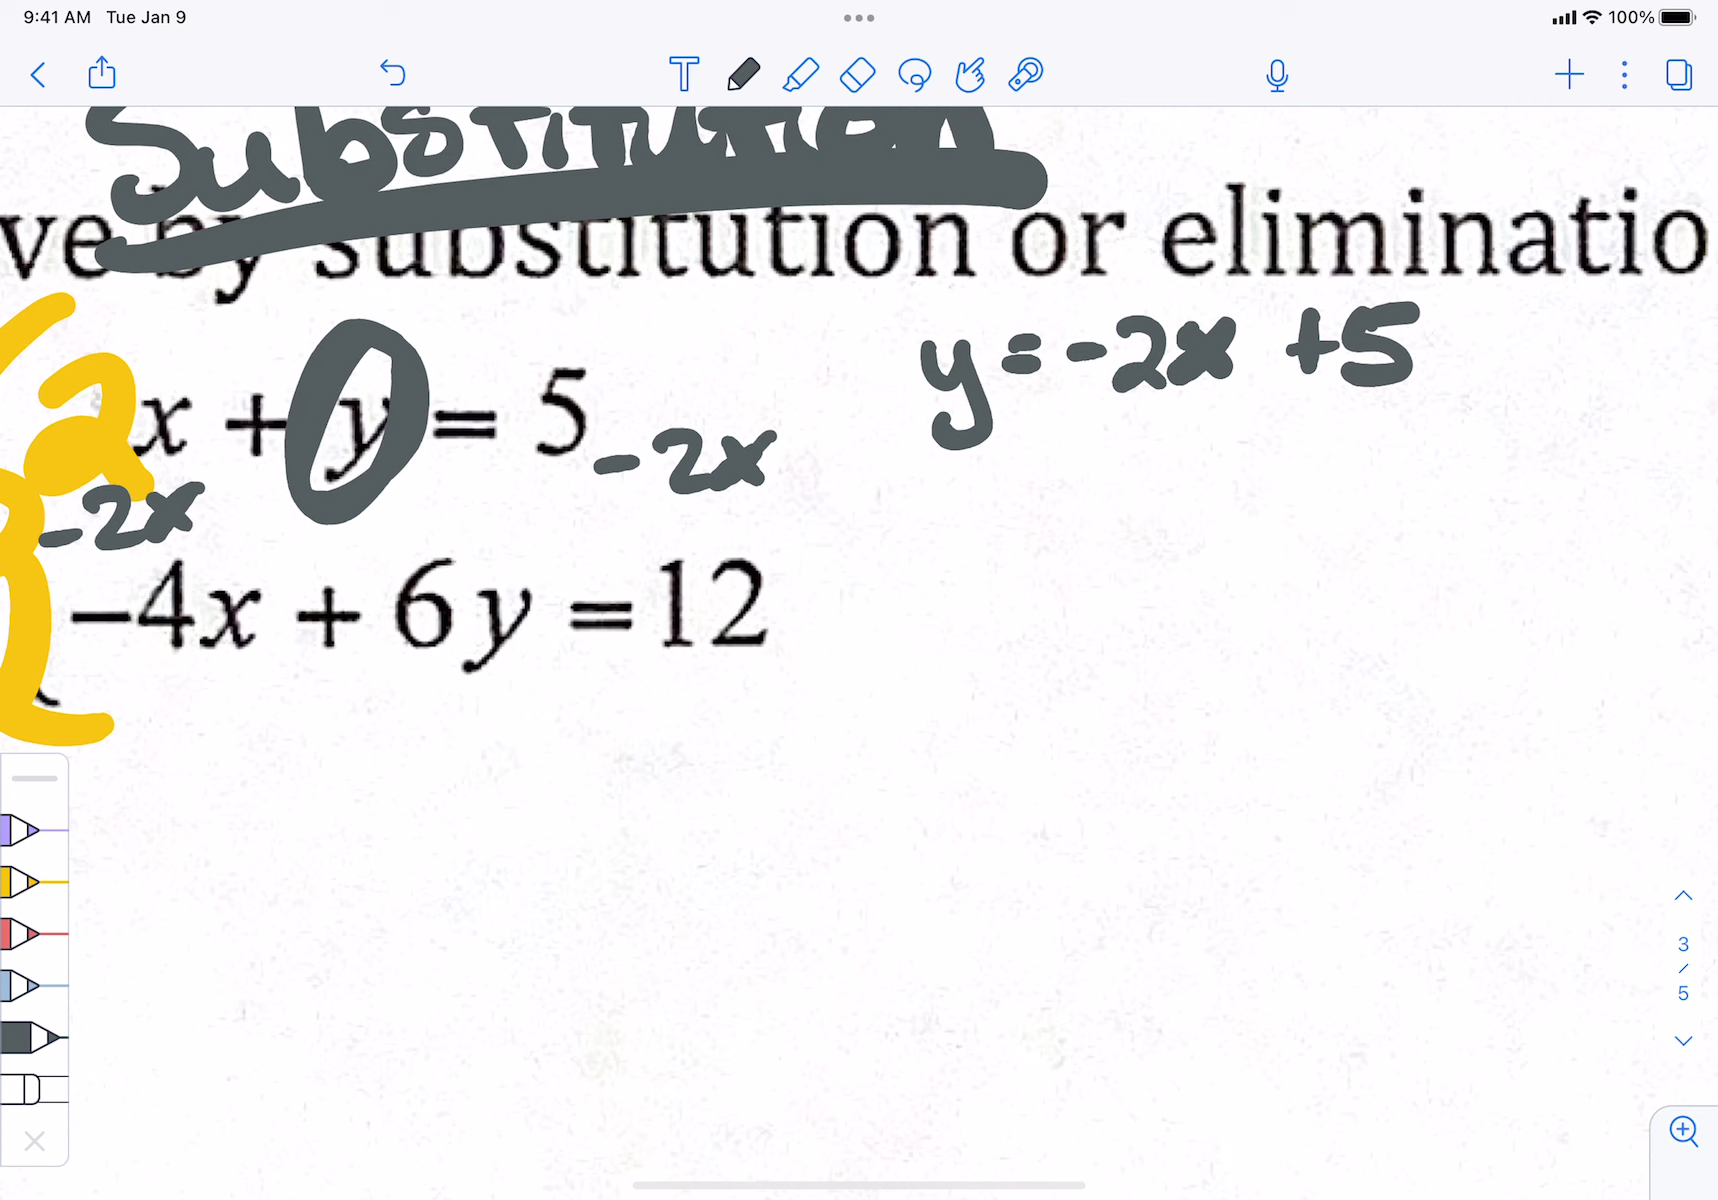 9:41 AM Tue Jan 9
100%
Substitution
ve by substitution or eliminatio
2x + y = 5
y = -2x + 5
-2x
-2x
-4x + 6y = 12
3
/
5